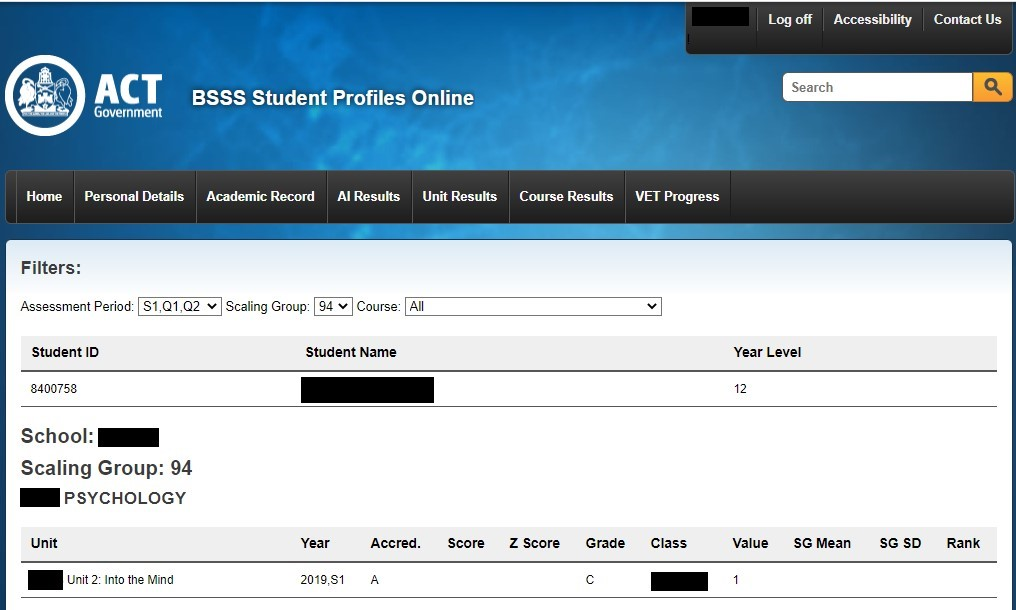 Log off Accessibility Contact Us
ACT Government
BSSS Student Profiles Online
Search
Home Personal Details Academic Record AI Results Unit Results Course Results VET Progress
Filters:
Assessment Period: S1,Q1,Q2 Scaling Group: 94 Course: All
Student ID Student Name Year Level
8400758 12
School:
Scaling Group: 94
PSYCHOLOGY
Unit Year Accred. Score Z Score Grade Class Value SG Mean SG SD Rank
Unit 2: Into the Mind 2019,S1 A C 1